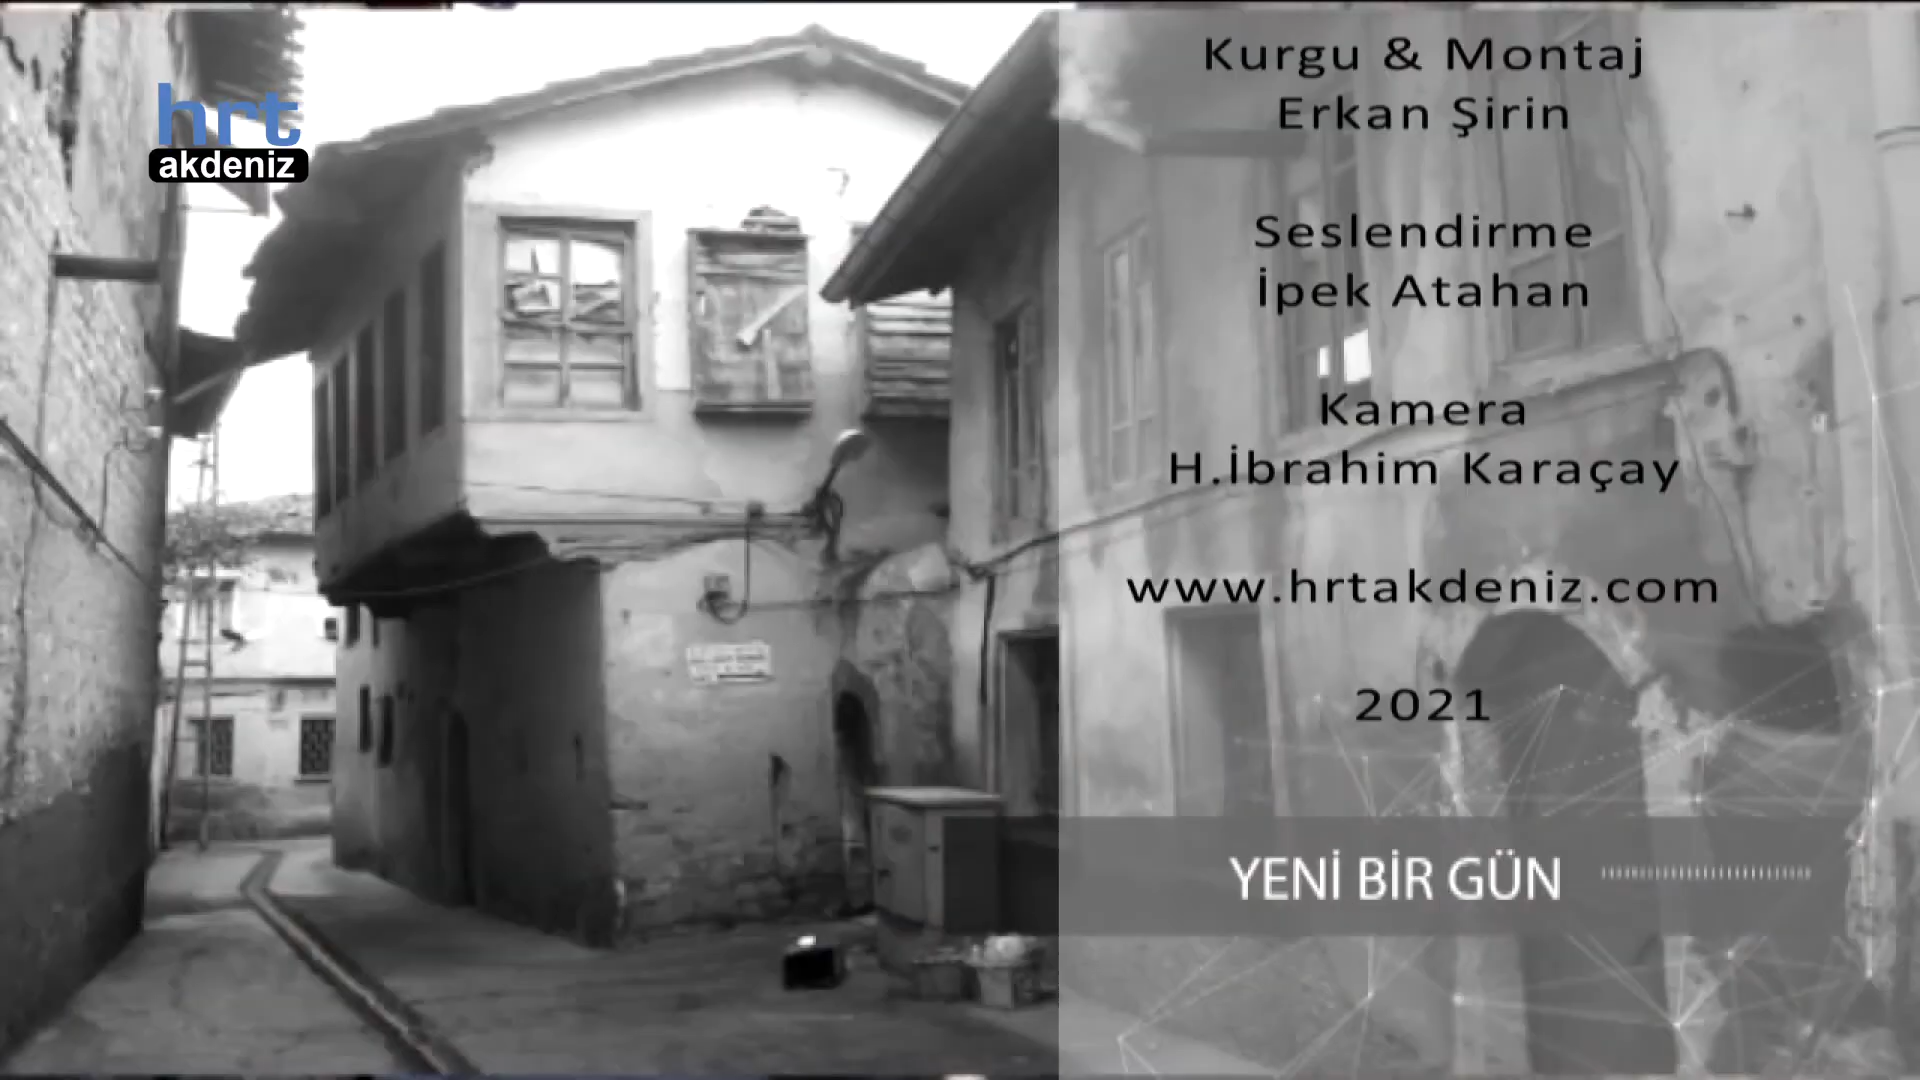 hrt
akdeniz
Kurgu & Montaj
Erkan Şirin
Seslendirme
İpek Atahan
Kamera
H.İbrahim Karaçay
www.hrtakdeniz.com
2021
YENİ BİR GÜN